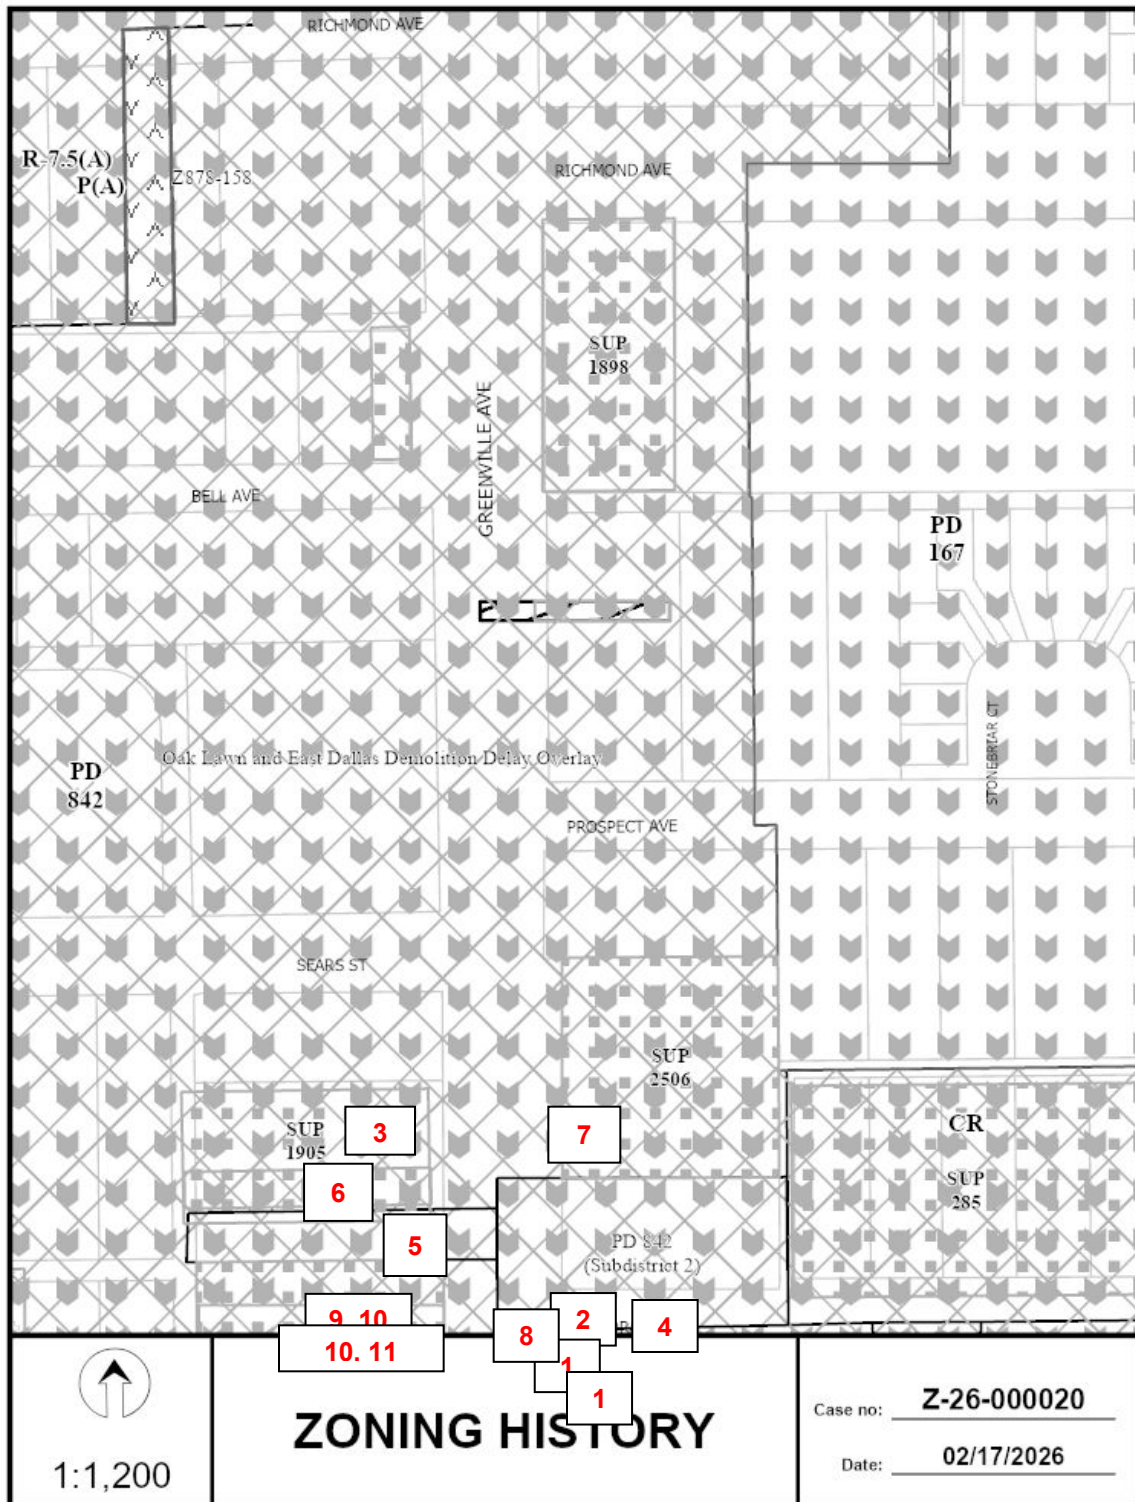 RICHMOND AVE
R-7.5(A)
P(A)
Z878-158
RICHMOND AVE
SUP
1898
GREENVILLE AVE
BELL AVE
PD
167
STONEBRIAR CT
Oak Lawn and East Dallas Demolition Delay Overlay
PD
842
PROSPECT AVE
SEARS ST
SUP
2506
SUP
1905
3
7
CR
SUP
285
6
5
PD 842
(Subdistrict 2)
9, 10
10. 11
8
2
4
1
1
1:1,200
ZONING HISTORY
Case no: Z-26-000020
Date: 02/17/2026